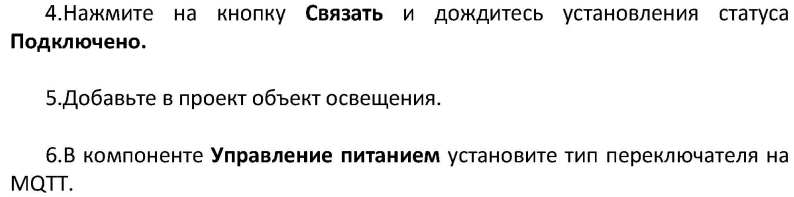 4.Нажмите на кнопку Связать и дождитесь установления статуса
Подключено.
5.Добавьте в проект объект освещения.
6.В компоненте Управление питанием установите тип переключателя на
MQTT.